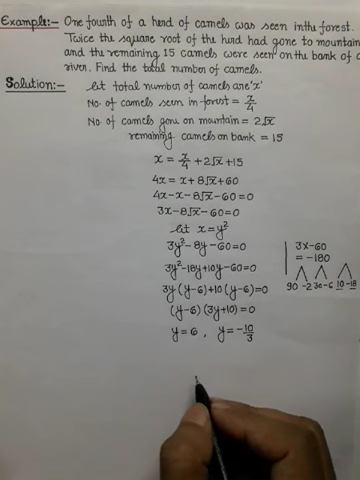 Example:- One fourth of a herd of camels was seen in the forest.
Twice the square root of the herd had gone to mountain
and the remaining 15 camels were seen on the bank of a
river. Find the total number of camels.
Solution:- let total number of camels are 'x'
No. of camels seen in forest = x/4
No. of camels gone on mountain = 2√x
remaining camels on bank = 15
x = x/4 + 2√x + 15
4x = x + 8√x + 60
4x - x - 8√x - 60 = 0
3x - 8√x - 60 = 0
let x = y²
3y² - 8y - 60 = 0
3y² - 18y + 10y - 60 = 0
3y (y-6) + 10 (y-6) = 0
(y-6) (3y+10) = 0
y = 6 , y = -10/3
3x-60
= -180
90 -2 30 -6 10 -18